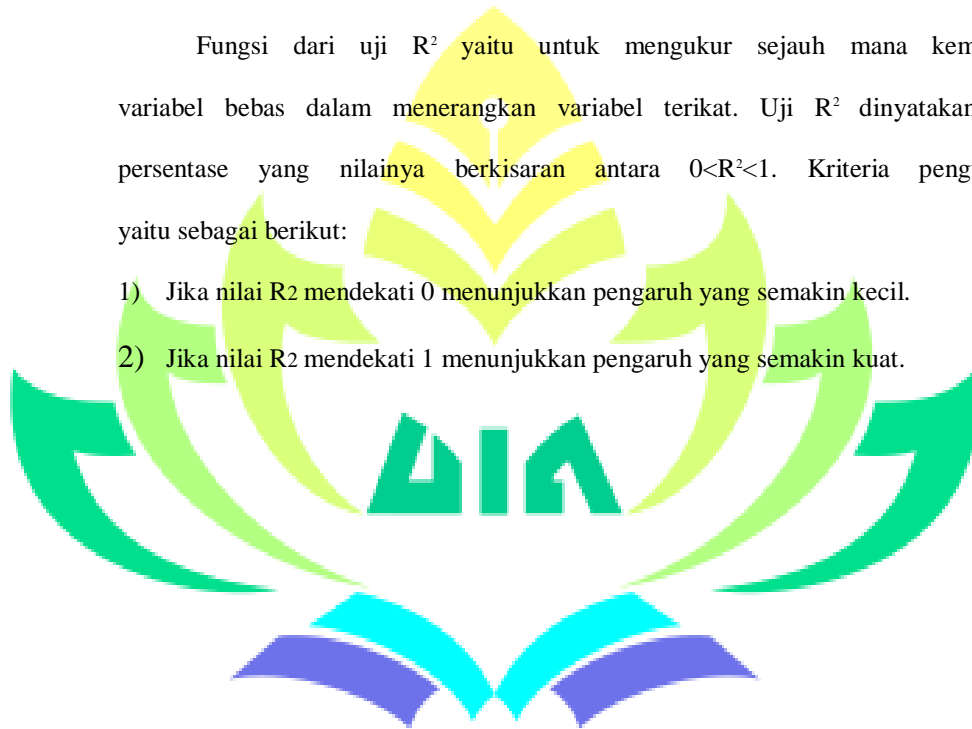 Fungsi dari uji R² yaitu untuk mengukur sejauh mana
variabel bebas dalam menerangkan variabel terikat. Uji R² dinyatakan
persentase yang nilainya berkisaran antara 0<R²<1. Kriteria
yaitu sebagai berikut:
1) Jika nilai R2 mendekati 0 menunjukkan pengaruh yang semakin kecil.
2) Jika nilai R2 mendekati 1 menunjukkan pengaruh yang semakin kuat.
UIN